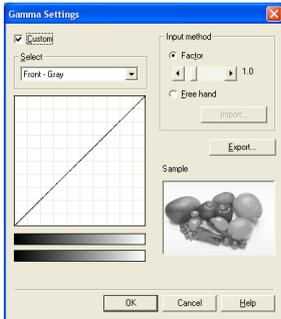 Gamma Settings
Custom
Select
Front - Gray
Input method
Factor
1.0
Free hand
Import...
Export...
Sample
OK
Cancel
Help